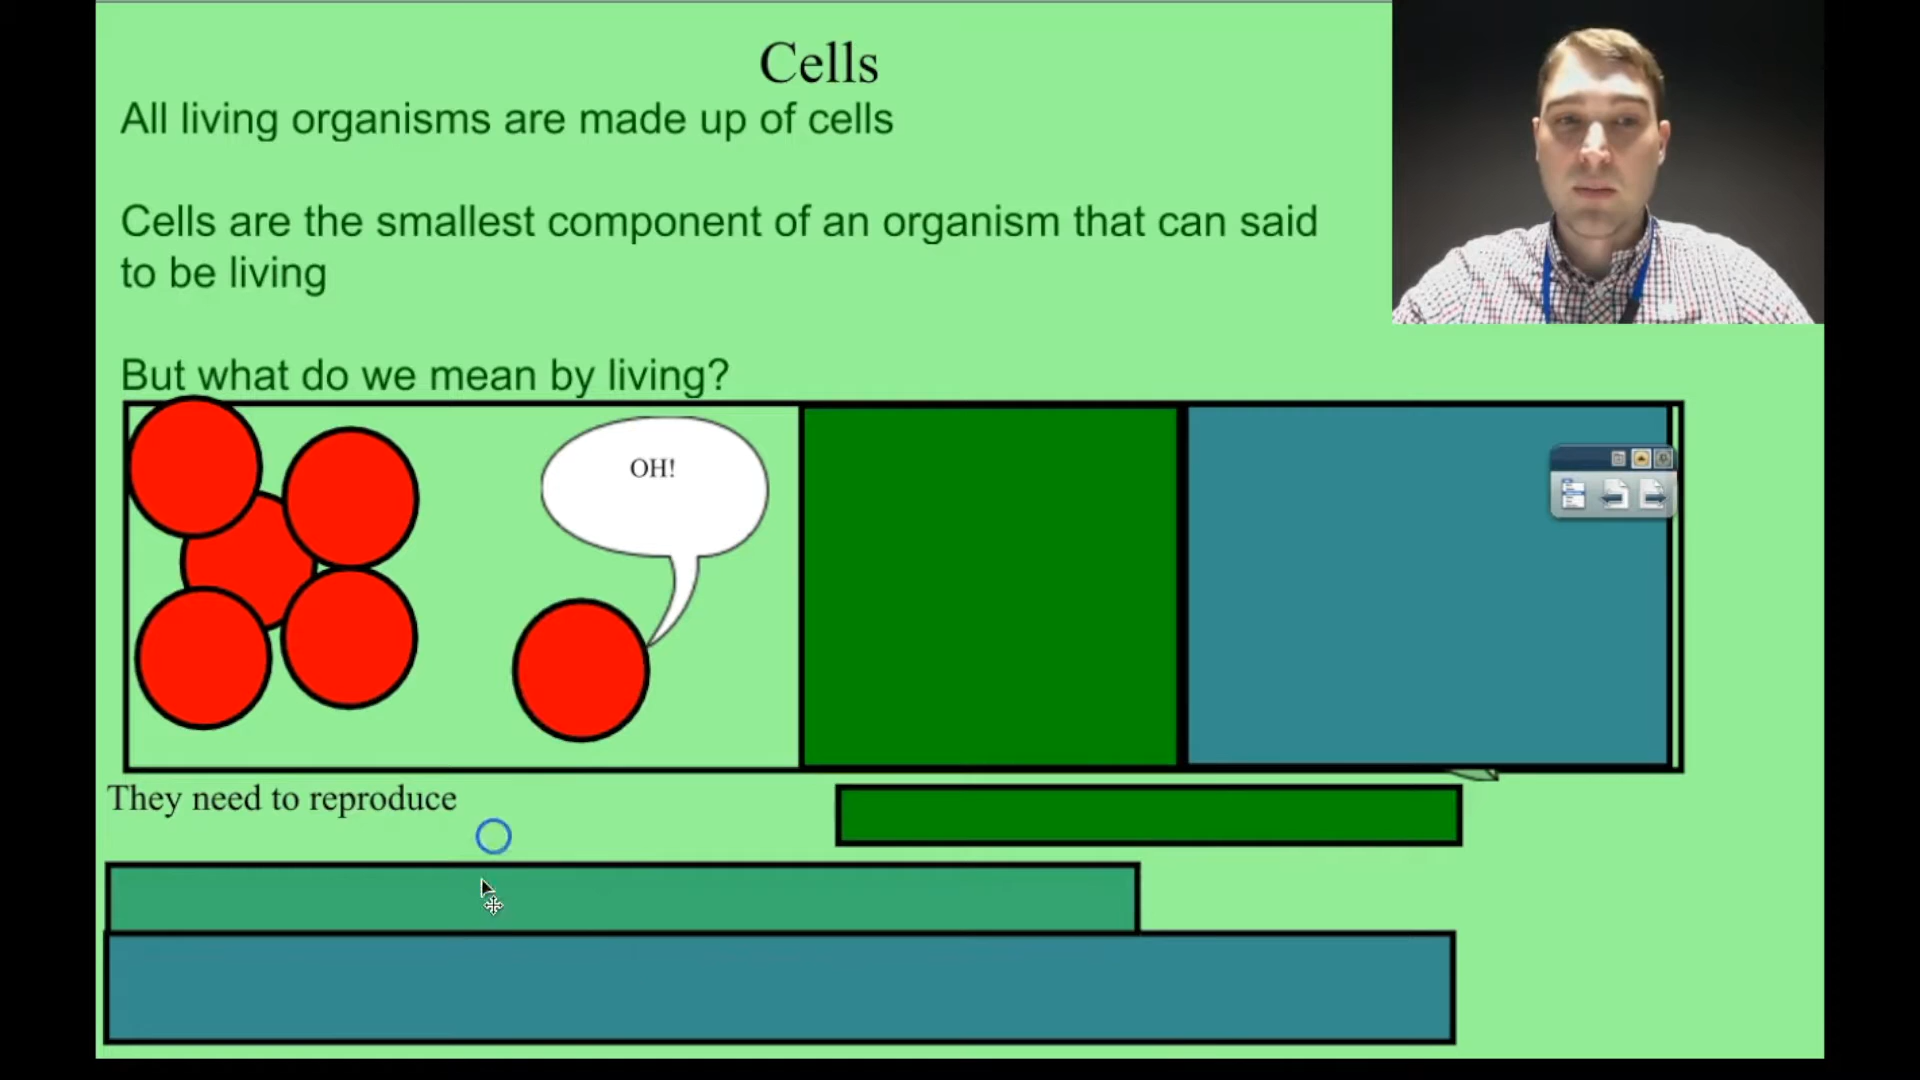 Cells
All living organisms are made up of cells
Cells are the smallest component of an organism that can said
to be living
But what do we mean by living?
OH!
They need to reproduce